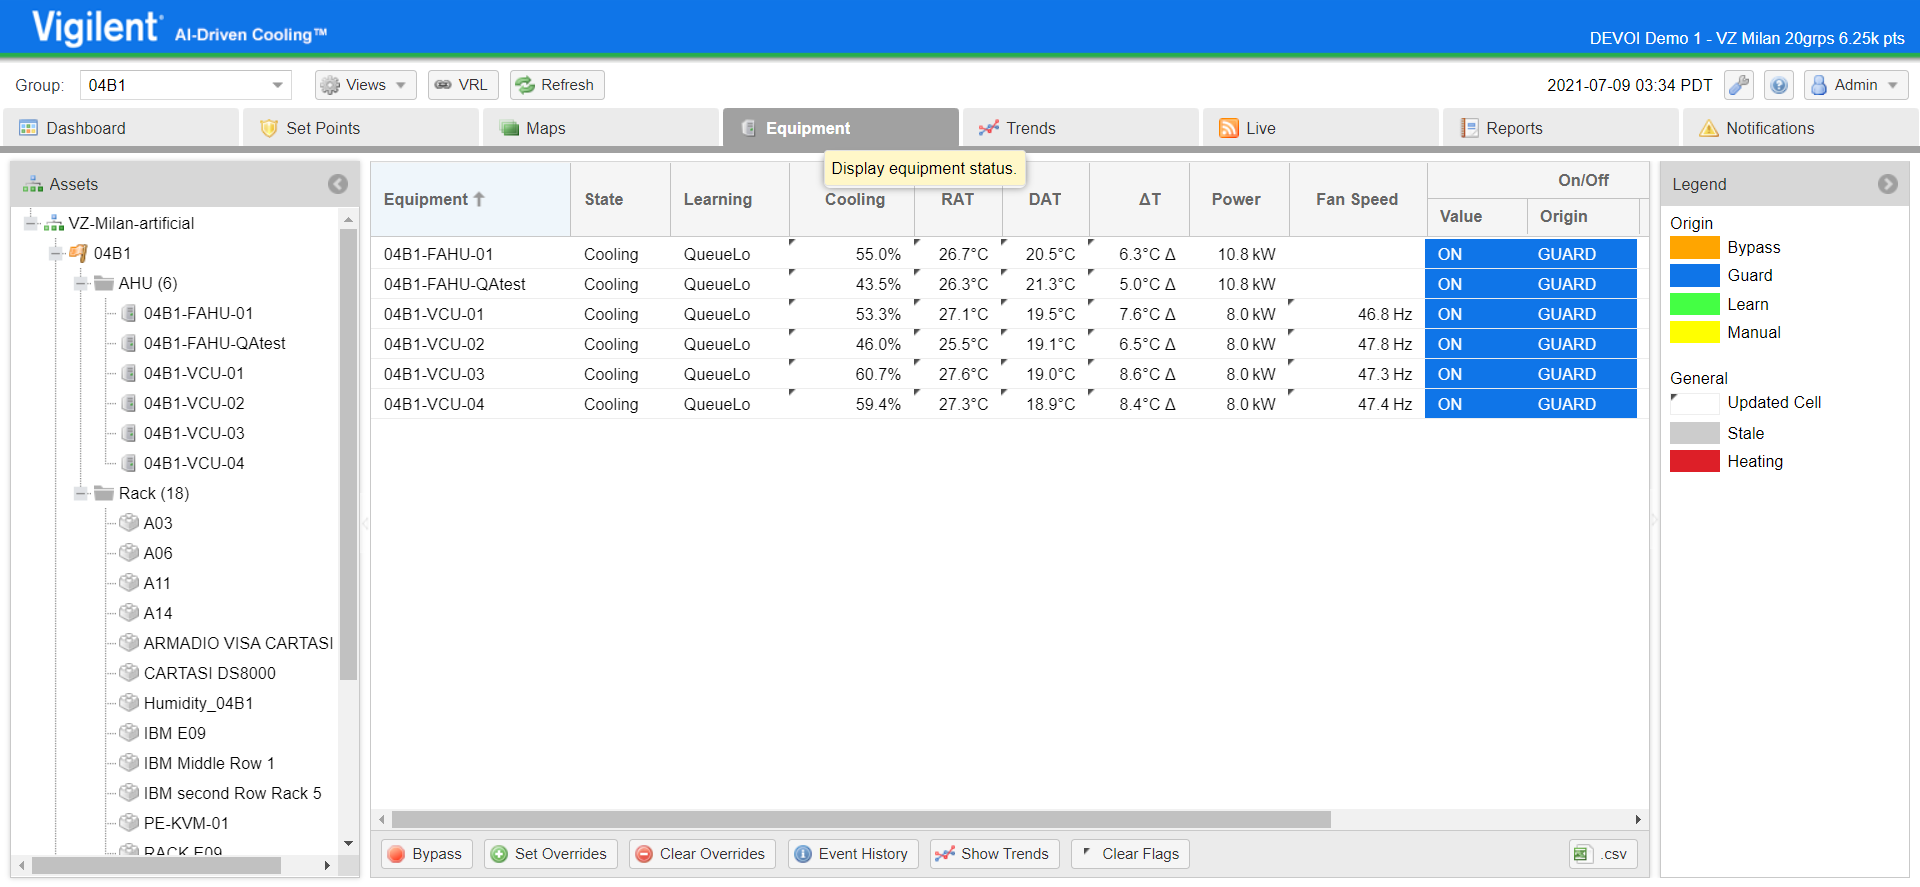 Vigilent AI-Driven Cooling™
DEVOI Demo 1 - VZ Milan 20grps 6.25k pts
Group: 04B1 Views VRL Refresh 2021-07-09 03:34 PDT Admin
Dashboard Set Points Maps Equipment Trends Live Reports Notifications
Display equipment status.
Assets
VZ-Milan-artificial
04B1
AHU (6)
04B1-FAHU-01
04B1-FAHU-QAtest
04B1-VCU-01
04B1-VCU-02
04B1-VCU-03
04B1-VCU-04
Rack (18)
A03
A06
A11
A14
ARMADIO VISA CARTASI
CARTASI DS8000
Humidity_04B1
IBM E09
IBM Middle Row 1
IBM second Row Rack 5
PE-KVM-01
RACK E09
Equipment State Learning Cooling RAT DAT ΔT Power Fan Speed On/Off
Value Origin
04B1-FAHU-01 Cooling QueueLo 55.0% 26.7°C 20.5°C 6.3°C Δ 10.8 kW ON GUARD
04B1-FAHU-QAtest Cooling QueueLo 43.5% 26.3°C 21.3°C 5.0°C Δ 10.8 kW ON GUARD
04B1-VCU-01 Cooling QueueLo 53.3% 27.1°C 19.5°C 7.6°C Δ 8.0 kW 46.8 Hz ON GUARD
04B1-VCU-02 Cooling QueueLo 46.0% 25.5°C 19.1°C 6.5°C Δ 8.0 kW 47.8 Hz ON GUARD
04B1-VCU-03 Cooling QueueLo 60.7% 27.6°C 19.0°C 8.6°C Δ 8.0 kW 47.3 Hz ON GUARD
04B1-VCU-04 Cooling QueueLo 59.4% 27.3°C 18.9°C 8.4°C Δ 8.0 kW 47.4 Hz ON GUARD
Bypass Set Overrides Clear Overrides Event History Show Trends Clear Flags .csv
Legend
Origin
Bypass
Guard
Learn
Manual
General
Updated Cell
Stale
Heating